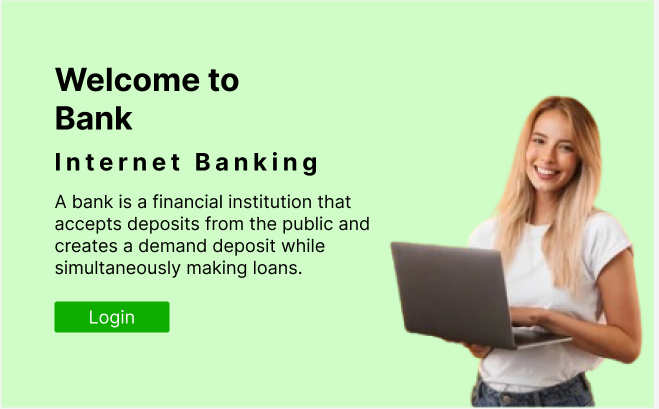 Welcome to
Bank
Internet Banking
A bank is a financial institution that
accepts deposits from the public and
creates a demand deposit while
simultaneously making loans.
Login